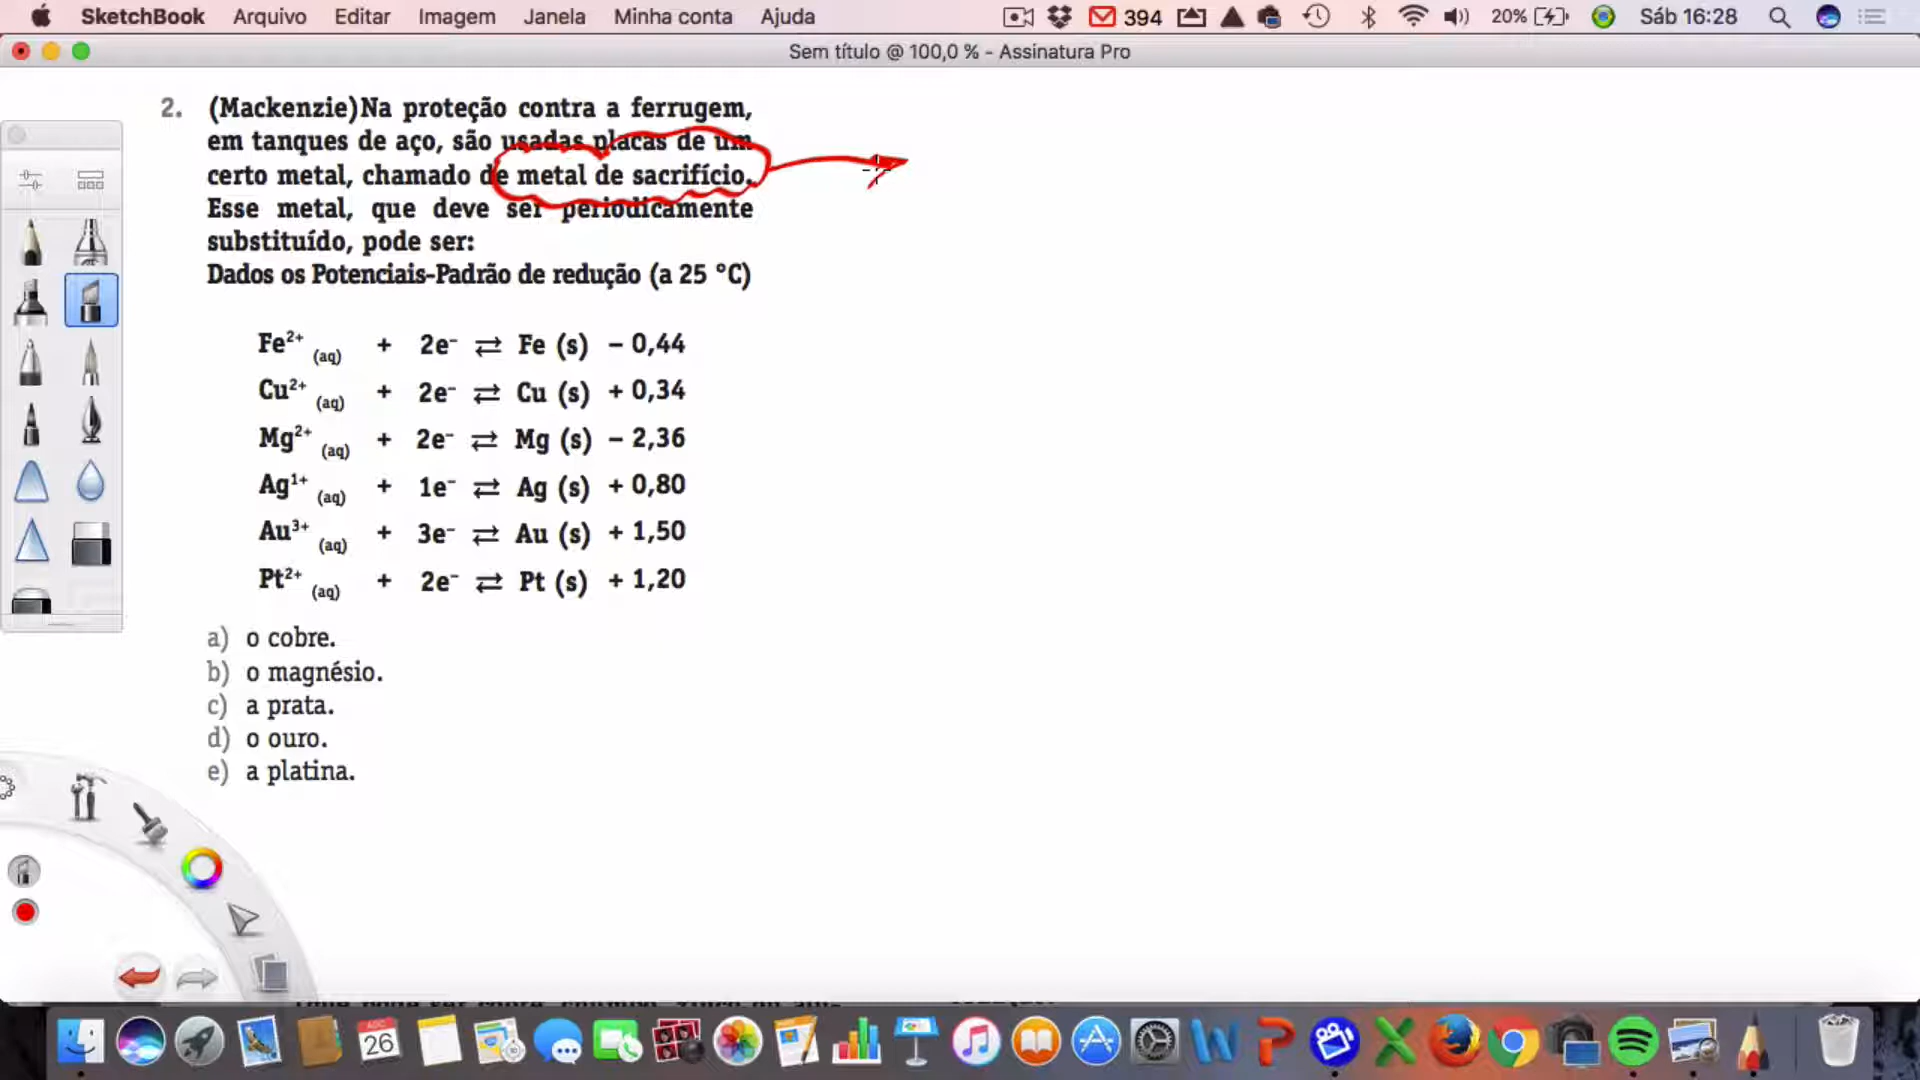 SketchBook Arquivo Editar Imagem Janela Minha conta Ajuda 394 20% Sáb 16:28
Sem título @ 100,0 % - Assinatura Pro
2. (Mackenzie)Na proteção contra a ferrugem,
em tanques de aço, são usadas placas de um
certo metal, chamado de metal de sacrifício.
Esse metal, que deve ser periodicamente
substituído, pode ser:
Dados os Potenciais-Padrão de redução (a 25 °C)
Fe²⁺ (aq) + 2e⁻ ⇄ Fe (s) − 0,44
Cu²⁺ (aq) + 2e⁻ ⇄ Cu (s) + 0,34
Mg²⁺ (aq) + 2e⁻ ⇄ Mg (s) − 2,36
Ag¹⁺ (aq) + 1e⁻ ⇄ Ag (s) + 0,80
Au³⁺ (aq) + 3e⁻ ⇄ Au (s) + 1,50
Pt²⁺ (aq) + 2e⁻ ⇄ Pt (s) + 1,20
a) o cobre.
b) o magnésio.
c) a prata.
d) o ouro.
e) a platina.
26